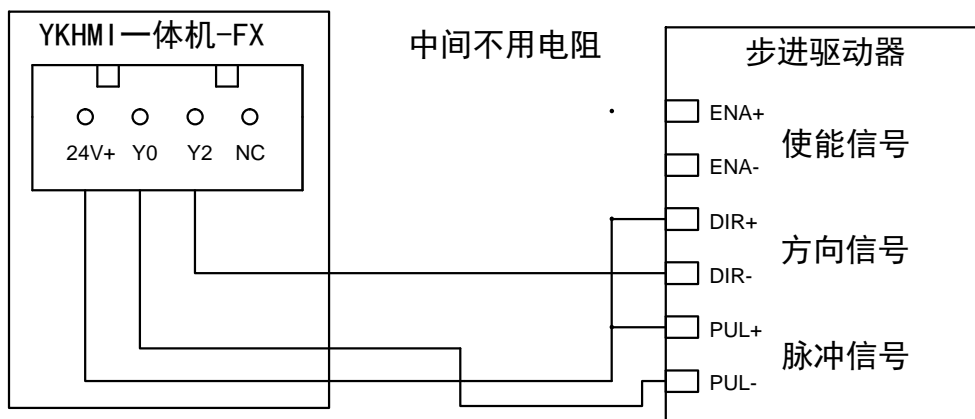 YKHMI一体机-FX
中间不用电阻
步进驱动器
24V+ Y0 Y2 NC
ENA+
使能信号
ENA-
DIR+
方向信号
DIR-
PUL+
脉冲信号
PUL-